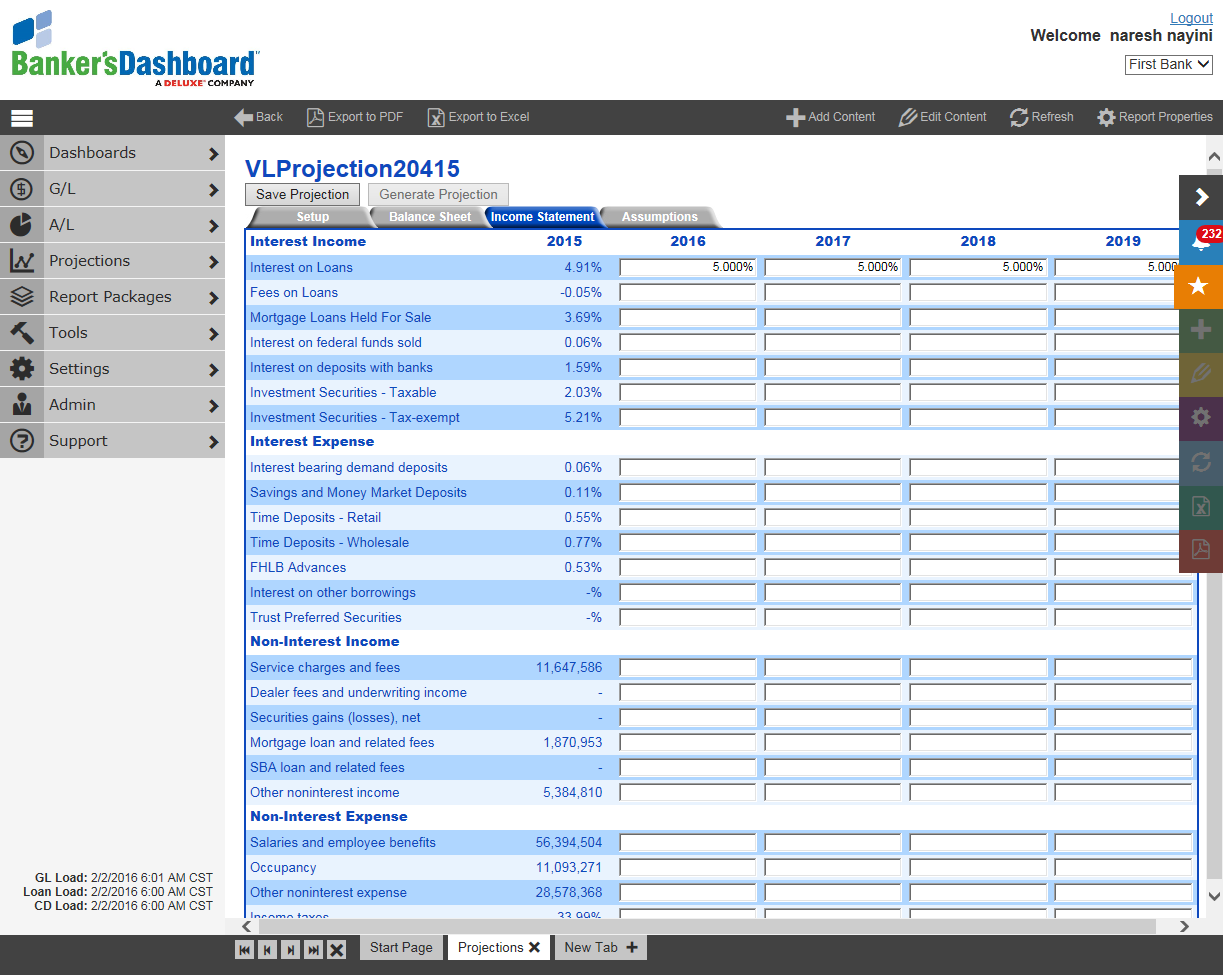 Logout
Welcome naresh nayini
First Bank
Banker'sDashboard
A DELUXE COMPANY
Back Export to PDF Export to Excel Add Content Edit Content Refresh Report Properties
Dashboards
G/L
A/L
Projections
Report Packages
Tools
Settings
Admin
Support
GL Load: 2/2/2016 6:01 AM CST
Loan Load: 2/2/2016 6:00 AM CST
CD Load: 2/2/2016 6:00 AM CST
VLProjection20415
Save Projection Generate Projection
Setup Balance Sheet Income Statement Assumptions
232
Interest Income 2015 2016 2017 2018 2019
Interest on Loans 4.91% 5.000% 5.000% 5.000% 5.000
Fees on Loans -0.05%
Mortgage Loans Held For Sale 3.69%
Interest on federal funds sold 0.06%
Interest on deposits with banks 1.59%
Investment Securities - Taxable 2.03%
Investment Securities - Tax-exempt 5.21%
Interest Expense
Interest bearing demand deposits 0.06%
Savings and Money Market Deposits 0.11%
Time Deposits - Retail 0.55%
Time Deposits - Wholesale 0.77%
FHLB Advances 0.53%
Interest on other borrowings -%
Trust Preferred Securities -%
Non-Interest Income
Service charges and fees 11,647,586
Dealer fees and underwriting income -
Securities gains (losses), net -
Mortgage loan and related fees 1,870,953
SBA loan and related fees -
Other noninterest income 5,384,810
Non-Interest Expense
Salaries and employee benefits 56,394,504
Occupancy 11,093,271
Other noninterest expense 28,578,368
Income taxes 33.99%
Start Page Projections New Tab